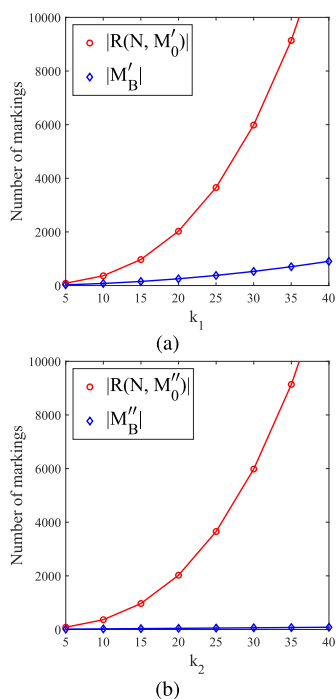 10000
8000
6000
4000
2000
0
Number of markings
|R(N, M'₀)|
|M'_B|
5 10 15 20 25 30 35 40
k₁
(a)
10000
8000
6000
4000
2000
0
Number of markings
|R(N, M''₀)|
|M''_B|
5 10 15 20 25 30 35 40
k₂
(b)